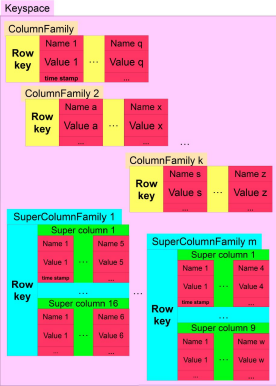 Keyspace
ColumnFamily
Row key
Name 1 Name q
Value 1 ... Value q
time stamp ...
ColumnFamily 2
Row key
Name a Name x
Value a ... Value x
... ...
...
ColumnFamily k
Row key
Name s Name z
Value s ... Value z
... ...
SuperColumnFamily 1
Row key
Super column 1
Name 1 Name 5
Value 1 ... Value 5
time stamp ...
...
Super column 16
Name 1 Name 6
Value 1 ... Value 6
... ...
...
SuperColumnFamily m
Row key
Super column 1
Name 1 Name 4
Value 1 ... Value 4
time stamp ...
...
Super column 9
Name 1 Name w
Value 1 ... Value w
... ...